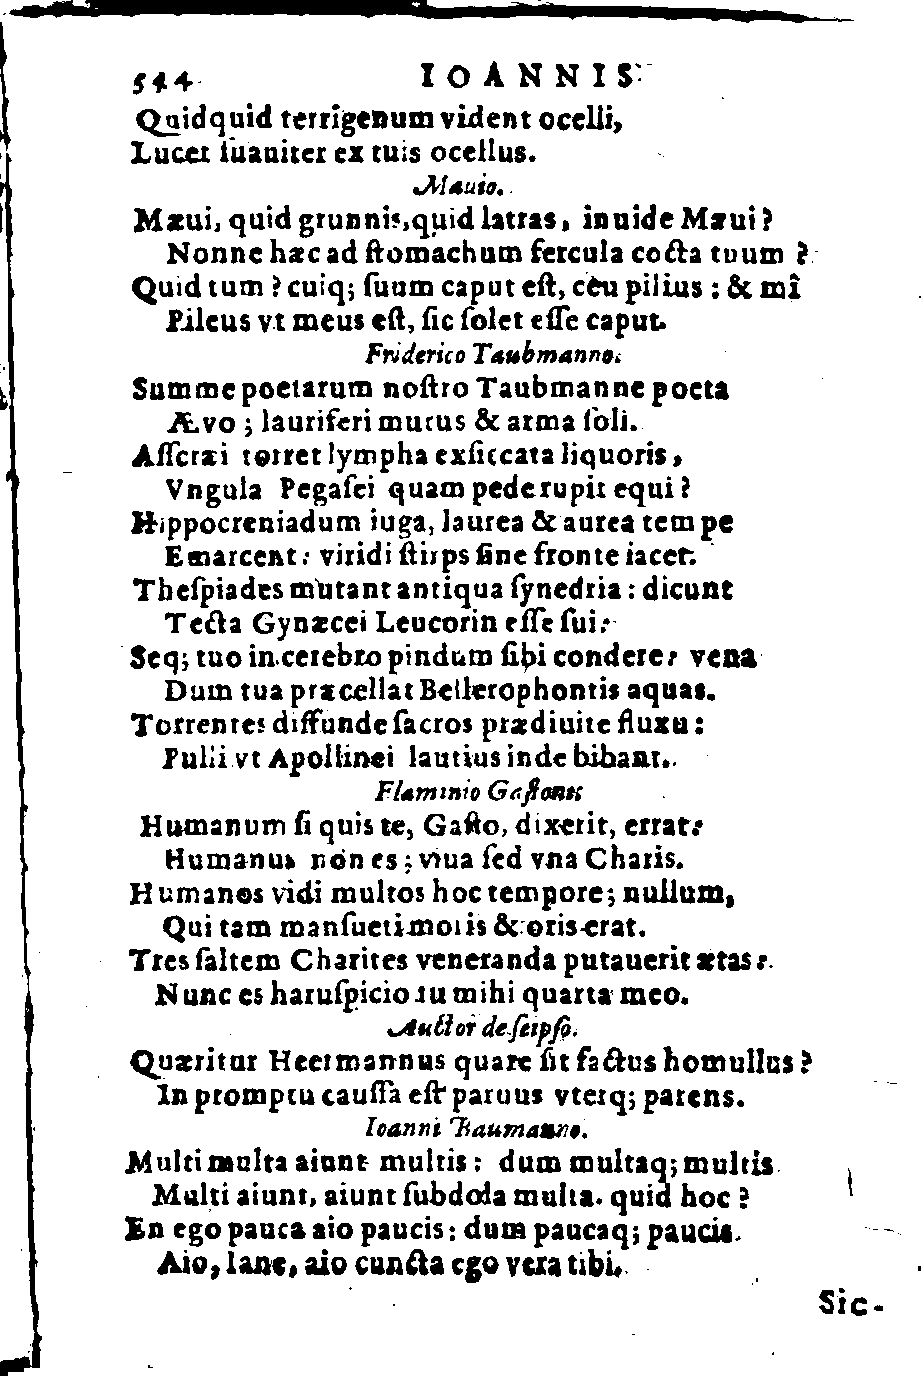 544 IOANNIS
Quidquid terrigenum vident ocelli,
Lucet ſuauiter ex tuis ocellus.
Mæuio.
Mæui, quid grunnis, quid latras, inuide Mæui?
Nonne hæc ad ſtomachum fercula cocta tuum?
Quid tum? cuiq; ſuum caput eſt, ceu pilius: & mî
Pileus vt meus eſt, ſic ſolet eſſe caput.
Friderico Taubmanno.
Summe poetarum noſtro Taubmanne poeta
Ævo; lauriferi murus & arma ſoli.
Aſſcræi torret lympha exſiccata liquoris,
Vngula Pegaſei quam pede rupit equi?
Hippocreniadum iuga, laurea & aurea tempe
Emarcent: viridi ſtirps ſine fronte iacet.
Theſpiades mutant antiqua ſynedria: dicunt
Tecta Gynæcei Leucorin eſſe ſui:
Seq; tuo in cerebro pindum ſibi condere: vena
Dum tua præcellat Bellerophontis aquas.
Torrentes diffunde ſacros prædiuite fluxu:
Pulli vt Apollinei lautius inde bibant.
Flaminio Gaſtoni
Humanum ſi quis te, Gaſto, dixerit, errat:
Humanus non es; viua ſed vna Charis.
Humanos vidi multos hoc tempore; nullum,
Qui tam manſueti moris & oris erat.
Tres ſaltem Charites veneranda putauerit ætas:
Nunc es haruſpicio tu mihi quarta meo.
Auctor de ſeipſo.
Quæritur Heermannus quare ſit factus homullus?
In promptu cauſſa eſt paruus vterq; parens.
Ioanni Baumanno.
Multi multa aiunt multis: dum multaq; multis
Multi aiunt, aiunt ſubdola multa. quid hoc?
En ego pauca aio paucis: dum paucaq; paucis.
Aio, Iane, aio cuncta ego vera tibi.
Sic-